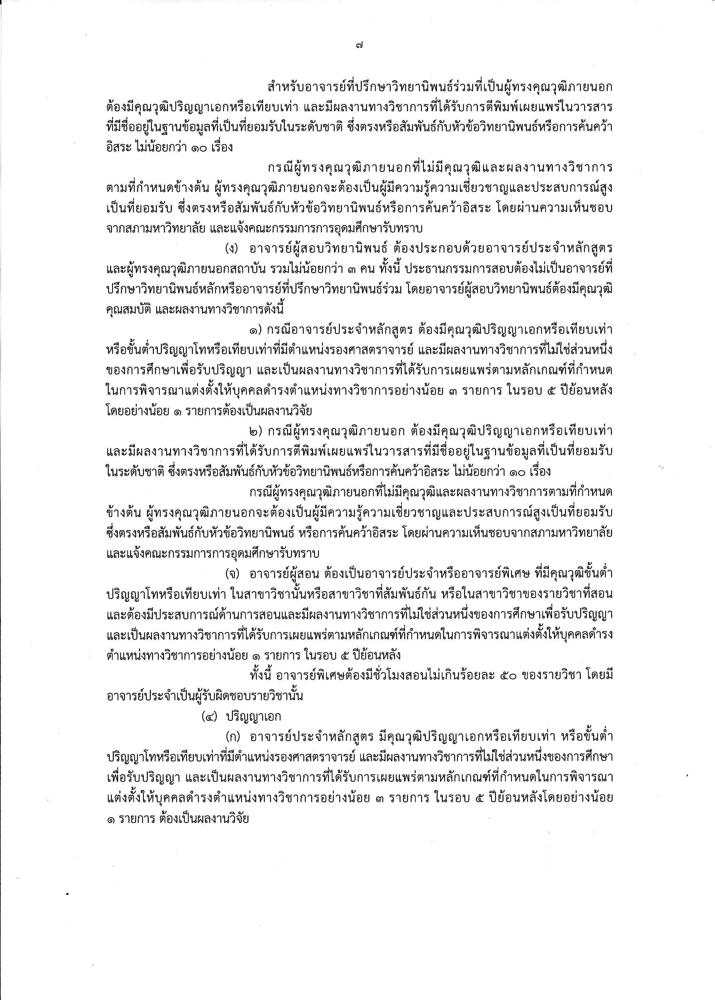 ๗
สำหรับอาจารย์ที่ปรึกษาวิทยานิพนธ์ร่วมที่เป็นผู้ทรงคุณวุฒิภายนอก
ต้องมีคุณวุฒิปริญญาเอกหรือเทียบเท่า และมีผลงานทางวิชาการที่ได้รับการตีพิมพ์เผยแพร่ในวารสาร
ที่มีชื่ออยู่ในฐานข้อมูลที่เป็นที่ยอมรับในระดับชาติ ซึ่งตรงหรือสัมพันธ์กับหัวข้อวิทยานิพนธ์หรือการค้นคว้า
อิสระ ไม่น้อยกว่า ๑๐ เรื่อง
กรณีผู้ทรงคุณวุฒิภายนอกที่ไม่มีคุณวุฒิและผลงานทางวิชาการ
ตามที่กำหนดข้างต้น ผู้ทรงคุณวุฒิภายนอกจะต้องเป็นผู้มีความรู้ความเชี่ยวชาญและประสบการณ์สูง
เป็นที่ยอมรับ ซึ่งตรงหรือสัมพันธ์กับหัวข้อวิทยานิพนธ์หรือการค้นคว้าอิสระ โดยผ่านความเห็นชอบ
จากสภามหาวิทยาลัย และแจ้งคณะกรรมการการอุดมศึกษารับทราบ
(ง) อาจารย์ผู้สอบวิทยานิพนธ์ ต้องประกอบด้วยอาจารย์ประจำหลักสูตร
และผู้ทรงคุณวุฒิภายนอกสถาบัน รวมไม่น้อยกว่า ๓ คน ทั้งนี้ ประธานกรรมการสอบต้องไม่เป็นอาจารย์ที่
ปรึกษาวิทยานิพนธ์หลักหรืออาจารย์ที่ปรึกษาวิทยานิพนธ์ร่วม โดยอาจารย์ผู้สอบวิทยานิพนธ์ต้องมีคุณวุฒิ
คุณสมบัติ และผลงานทางวิชาการดังนี้
๑) กรณีอาจารย์ประจำหลักสูตร ต้องมีคุณวุฒิปริญญาเอกหรือเทียบเท่า
หรือขั้นต่ำปริญญาโทหรือเทียบเท่าที่มีตำแหน่งรองศาสตราจารย์ และมีผลงานทางวิชาการที่ไม่ใช่ส่วนหนึ่ง
ของการศึกษาเพื่อรับปริญญา และเป็นผลงานทางวิชาการที่ได้รับการเผยแพร่ตามหลักเกณฑ์ที่กำหนด
ในการพิจารณาแต่งตั้งให้บุคคลดำรงตำแหน่งทางวิชาการอย่างน้อย ๓ รายการ ในรอบ ๕ ปีย้อนหลัง
โดยอย่างน้อย ๑ รายการต้องเป็นผลงานวิจัย
๒) กรณีผู้ทรงคุณวุฒิภายนอก ต้องมีคุณวุฒิปริญญาเอกหรือเทียบเท่า
และมีผลงานทางวิชาการที่ได้รับการตีพิมพ์เผยแพร่ในวารสารที่มีชื่ออยู่ในฐานข้อมูลที่เป็นที่ยอมรับ
ในระดับชาติ ซึ่งตรงหรือสัมพันธ์กับหัวข้อวิทยานิพนธ์หรือการค้นคว้าอิสระ ไม่น้อยกว่า ๑๐ เรื่อง
กรณีผู้ทรงคุณวุฒิภายนอกที่ไม่มีคุณวุฒิและผลงานทางวิชาการตามที่กำหนด
ข้างต้น ผู้ทรงคุณวุฒิภายนอกจะต้องเป็นผู้มีความรู้ความเชี่ยวชาญและประสบการณ์สูงเป็นที่ยอมรับ
ซึ่งตรงหรือสัมพันธ์กับหัวข้อวิทยานิพนธ์ หรือการค้นคว้าอิสระ โดยผ่านความเห็นชอบจากสภามหาวิทยาลัย
และแจ้งคณะกรรมการการอุดมศึกษารับทราบ
(จ) อาจารย์ผู้สอน ต้องเป็นอาจารย์ประจำหรืออาจารย์พิเศษ ที่มีคุณวุฒิขั้นต่ำ
ปริญญาโทหรือเทียบเท่า ในสาขาวิชานั้นหรือสาขาวิชาที่สัมพันธ์กัน หรือในสาขาวิชาของรายวิชาที่สอน
และต้องมีประสบการณ์ด้านการสอนและมีผลงานทางวิชาการที่ไม่ใช่ส่วนหนึ่งของการศึกษาเพื่อรับปริญญา
และเป็นผลงานทางวิชาการที่ได้รับการเผยแพร่ตามหลักเกณฑ์ที่กำหนดในการพิจารณาแต่งตั้งให้บุคคลดำรง
ตำแหน่งทางวิชาการอย่างน้อย ๑ รายการ ในรอบ ๕ ปีย้อนหลัง
ทั้งนี้ อาจารย์พิเศษต้องมีชั่วโมงสอนไม่เกินร้อยละ ๕๐ ของรายวิชา โดยมี
อาจารย์ประจำเป็นผู้รับผิดชอบรายวิชานั้น
(๔) ปริญญาเอก
(ก) อาจารย์ประจำหลักสูตร มีคุณวุฒิปริญญาเอกหรือเทียบเท่า หรือขั้นต่ำ
ปริญญาโทหรือเทียบเท่าที่มีตำแหน่งรองศาสตราจารย์ และมีผลงานทางวิชาการที่ไม่ใช่ส่วนหนึ่งของการศึกษา
เพื่อรับปริญญา และเป็นผลงานทางวิชาการที่ได้รับการเผยแพร่ตามหลักเกณฑ์ที่กำหนดในการพิจารณา
แต่งตั้งให้บุคคลดำรงตำแหน่งทางวิชาการอย่างน้อย ๓ รายการ ในรอบ ๕ ปีย้อนหลังโดยอย่างน้อย
๑ รายการ ต้องเป็นผลงานวิจัย